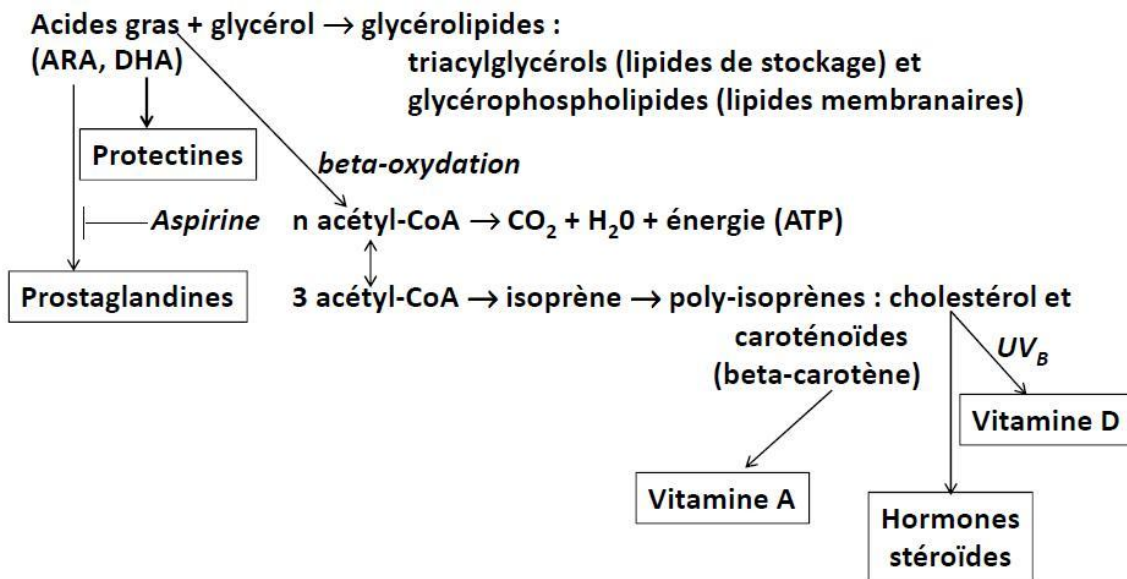 Acides gras + glycérol → glycérolipides :
(ARA, DHA)
triacylglycérols (lipides de stockage) et
glycérophospholipides (lipides membranaires)
Protectines
beta-oxydation
Aspirine
n acétyl-CoA → CO₂ + H₂0 + énergie (ATP)
Prostaglandines
3 acétyl-CoA → isoprène → poly-isoprènes : cholestérol et
caroténoïdes
(beta-carotène)
UV_B
Vitamine D
Vitamine A
Hormones
stéroïdes